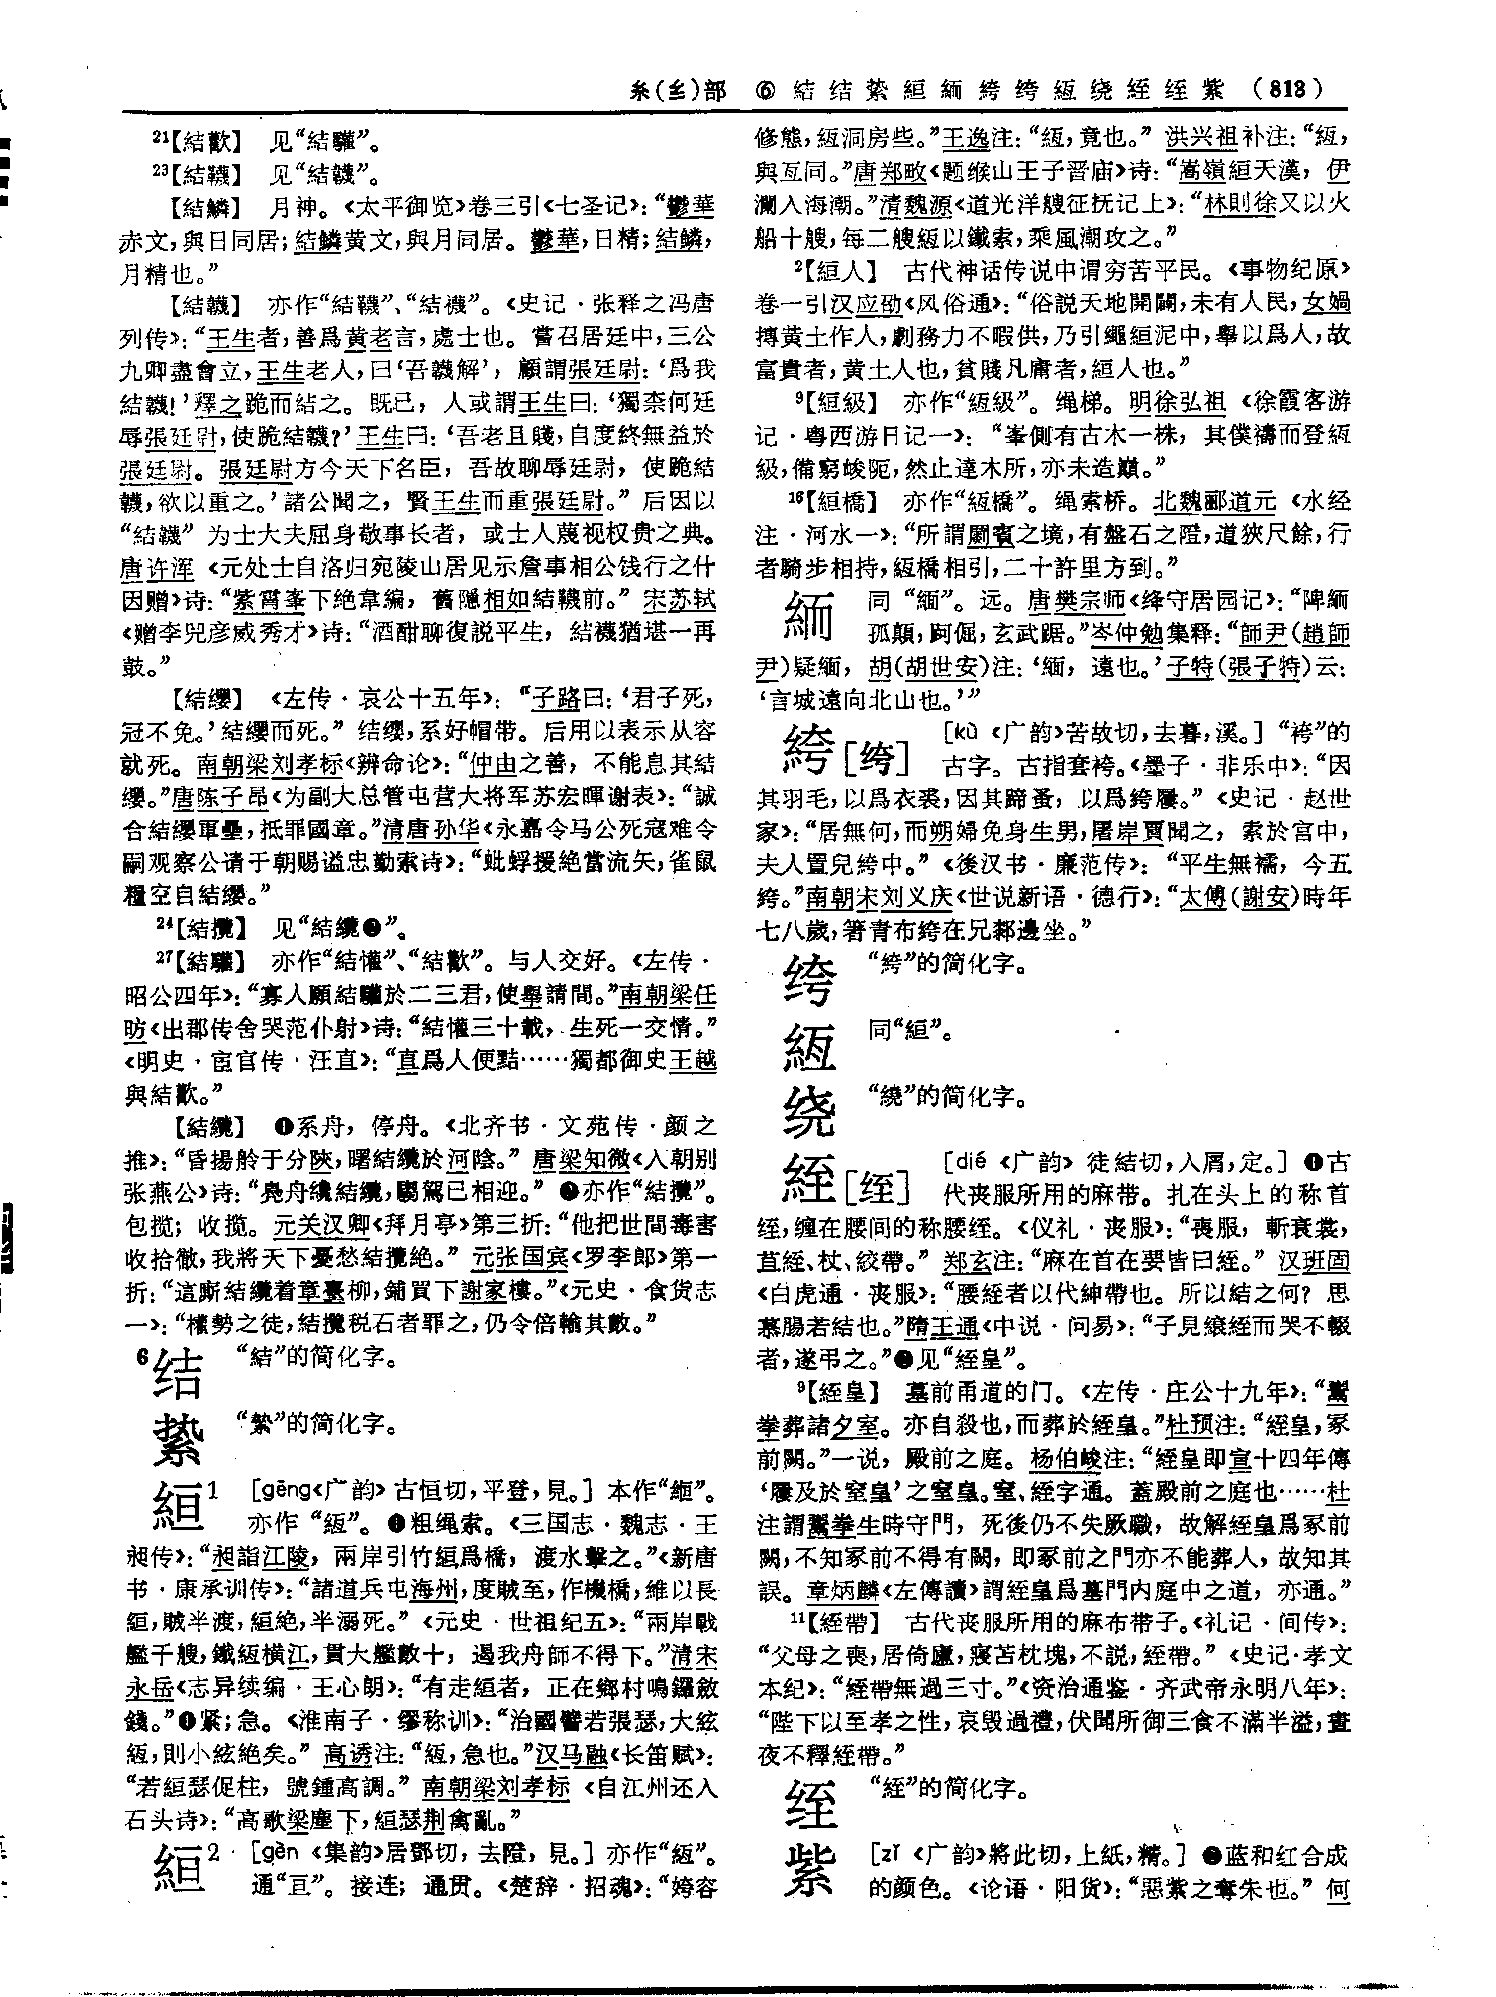 糸(纟)部 ⑥ 結结絷絙緬絝绔絚绕絰绖紫 (813)
²¹【結歡】 见“結驩”。
²³【結韈】 见“結韤”。
【結鱗】 月神。《太平御览》卷三引《七圣记》：“鬱華
赤文，與日同居；結鱗黄文，與月同居。鬱華，日精；結鱗，
月精也。”
【結韤】 亦作“結韈”、“結襪”。《史记·张释之冯唐
列传》：“王生者，善爲黄老言，處士也。嘗召居廷中，三公
九卿盡會立，王生老人，曰‘吾韤解’，顧謂張廷尉：‘爲我
結韤！’釋之跪而結之。既已，人或謂王生曰：‘獨柰何廷
辱張廷尉，使跪結韤？’王生曰：‘吾老且賤，自度終無益於
張廷尉。張廷尉方今天下名臣，吾故聊辱廷尉，使跪結
韤，欲以重之。’諸公聞之，賢王生而重張廷尉。”后因以
“結韤”为士大夫屈身敬事长者，或士人蔑视权贵之典。
唐许浑《元处士自洛归宛陵山居见示詹事相公饯行之什
因赠》诗：“紫霄峯下絶韋編，舊隱相如結韤前。”宋苏轼
《赠李兕彦威秀才》诗：“酒酣聊復説平生，結襪猶堪一再
鼓。”
【結缨】 《左传·哀公十五年》：“子路曰：‘君子死，
冠不免。’結纓而死。”结缨，系好帽带。后用以表示从容
就死。南朝梁刘孝标《辨命论》：“仲由之善，不能息其結
纓。”唐陈子昂《为副大总管屯营大将军苏宏暉谢表》：“誠
合結纓軍壘，抵罪國章。”清唐孙华《永嘉令马公死寇难令
嗣观察公请于朝赐谥忠勤索诗》：“蚍蜉援絶當流矢，雀鼠
糧空自結纓。”
²⁴【結攬】 见“結纜❷”。
²⁷【結驩】 亦作“結懽”、“結歡”。与人交好。《左传·
昭公四年》：“寡人願結驩於二三君，使舉請間。”南朝梁任
昉《出郡传舍哭范仆射》诗：“結懽三十載，生死一交情。”
《明史·宦官传·汪直》：“直爲人便黠……獨都御史王越
與結歡。”
【結纜】 ❶系舟，停舟。《北齐书·文苑传·颜之
推》：“昏揚舲于分陝，曙結纜於河陰。”唐梁知微《入朝别
张燕公》诗：“鳧舟纔結纜，騶駕已相迎。”❷亦作“結攬”。
包揽；收揽。元关汉卿《拜月亭》第三折：“他把世間毒害
收拾徹，我將天下憂愁結攬絶。”元张国宾《罗李郎》第一
折：“這厮結纜着章臺柳，鋪買下謝家樓。”《元史·食货志
一》：“權勢之徒，結攬税石者罪之，仍令倍輸其數。”
6结 “結”的简化字。
絷 “縶”的简化字。
絙¹ [gēng《广韵》古恒切，平登，見。] 本作“縆”。
亦作“絚”。❶粗绳索。《三国志·魏志·王
昶传》：“昶詣江陵，兩岸引竹絙爲橋，渡水擊之。”《新唐
书·康承训传》：“諸道兵屯海州，度賊至，作機橋，維以長
絙，賊半渡，絙絶，半溺死。”《元史·世祖纪五》：“兩岸戰
艦千艘，鐵絚横江，貫大艦數十，遏我舟師不得下。”清宋
永岳《志异续编·王心朗》：“有走絙者，正在鄉村鳴鑼斂
錢。”❷紧；急。《淮南子·缪称训》：“治國譬若張瑟，大絃
絚，則小絃絶矣。”高诱注：“絚，急也。”汉马融《长笛赋》：
“若絙瑟促柱，號鍾高調。”南朝梁刘孝标《自江州还入
石头诗》：“高歌梁塵下，絙瑟荆禽亂。”
絙² [gèn《集韵》居鄧切，去隥，見。] 亦作“絚”。
通“亘”。接连；通贯。《楚辞·招魂》：“姱容
修態，絚洞房些。”王逸注：“絚，竟也。”洪兴祖补注：“絚，
與亙同。”唐郑畋《题缑山王子晋庙》诗：“嵩嶺絙天漢，伊
瀾入海潮。”清魏源《道光洋艘征抚记上》：“林則徐又以火
船十艘，每二艘絚以鐵索，乘風潮攻之。”
²【絙人】 古代神话传说中谓穷苦平民。《事物纪原》
卷一引汉应劭《风俗通》：“俗説天地開闢，未有人民，女媧
摶黄土作人，劇務力不暇供，乃引繩絙泥中，舉以爲人，故
富貴者，黄土人也，貧賤凡庸者，絙人也。”
⁹【絙級】 亦作“絚級”。绳梯。明徐弘祖《徐霞客游
记·粤西游日记一》：“峯側有古木一株，其僕禱而登絚
級，備窮峻阨，然止達木所，亦未造巔。”
¹⁶【絙橋】 亦作“絚橋”。绳索桥。北魏郦道元《水经
注·河水一》：“所謂罽賓之境，有盤石之隥，道狹尺餘，行
者騎步相持，絚橋相引，二十許里方到。”
緬 同“緬”。远。唐樊宗师《绛守居园记》：“陴緬
孤顛，跒倔，玄武踞。”岑仲勉集释：“師尹(趙師
尹)疑緬，胡(胡世安)注：‘緬，遠也。’子特(張子特)云：
‘言城遠向北山也。’”
絝[绔] [kù《广韵》苦故切，去暮，溪。] “袴”的
古字。古指套袴。《墨子·非乐中》：“因
其羽毛，以爲衣裘，因其蹄蚤，以爲絝屨。”《史记·赵世
家》：“居無何，而朔婦免身生男，屠岸賈聞之，索於宫中，
夫人置兒絝中。”《後汉书·廉范传》：“平生無襦，今五
絝。”南朝宋刘义庆《世说新语·德行》：“太傅(謝安)時年
七八歲，箸青布絝在兄郗邊坐。”
绔 “絝”的简化字。
絚 同“絙”。
绕 “繞”的简化字。
絰[绖] [dié《广韵》徒結切，入屑，定。] ❶古
代丧服所用的麻带。扎在头上的称首
绖，缠在腰间的称腰绖。《仪礼·丧服》：“喪服，斬衰裳，
苴絰、杖、絞帶。”郑玄注：“麻在首在要皆曰絰。”汉班固
《白虎通·丧服》：“腰絰者以代紳帶也。所以結之何？思
慕腸若結也。”隋王通《中说·问易》：“子見縗絰而哭不輟
者，遂弔之。”❷见“絰皇”。
⁹【絰皇】 墓前甬道的门。《左传·庄公十九年》：“鬻
拳葬諸夕室。亦自殺也，而葬於絰皇。”杜预注：“絰皇，冢
前闕。”一说，殿前之庭。杨伯峻注：“絰皇即宣十四年傳
‘屨及於窒皇’之窒皇。窒、絰字通。蓋殿前之庭也……杜
注謂鬻拳生時守門，死後仍不失厥職，故解絰皇爲冢前
闕，不知冢前不得有闕，即冢前之門亦不能葬人，故知其
誤。章炳麟《左傳讀》謂絰皇爲墓門内庭中之道，亦通。”
¹¹【絰帶】 古代丧服所用的麻布带子。《礼记·间传》：
“父母之喪，居倚廬，寢苫枕塊，不説，絰帶。”《史记·孝文
本纪》：“絰帶無過三寸。”《资治通鉴·齐武帝永明八年》：
“陛下以至孝之性，哀毁過禮，伏聞所御三食不滿半溢，晝
夜不釋絰帶。”
绖 “絰”的简化字。
紫 [zǐ《广韵》將此切，上紙，精。] ❶蓝和红合成
的颜色。《论语·阳货》：“惡紫之奪朱也。”何